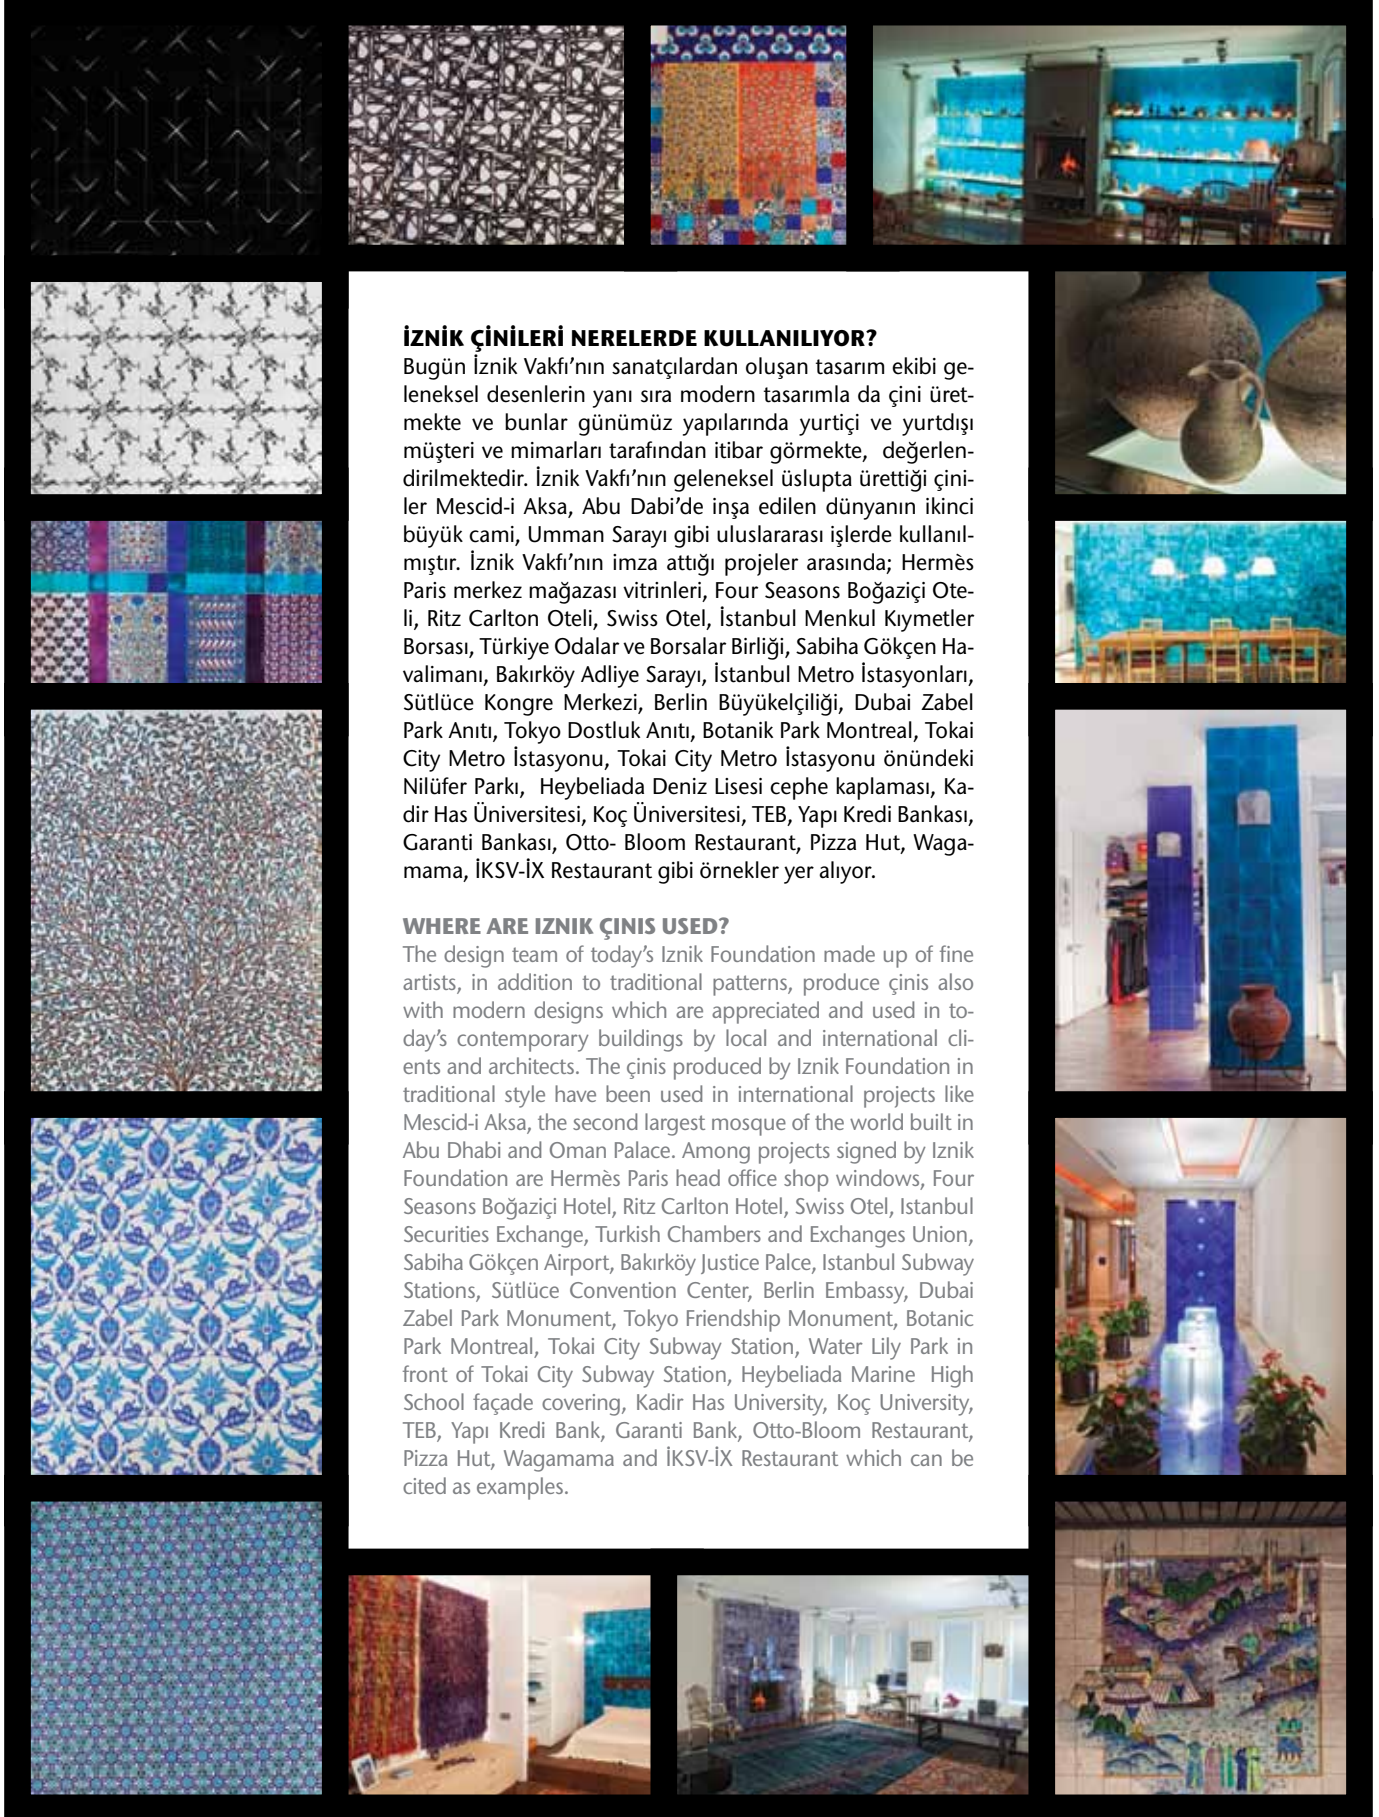 İZNİK ÇİNİLERİ NERELERDE KULLANILIYOR?
Bugün İznik Vakfı’nın sanatçılardan oluşan tasarım ekibi ge-
leneksel desenlerin yanı sıra modern tasarımla da çini üret-
mekte ve bunlar günümüz yapılarında yurtiçi ve yurtdışı
müşteri ve mimarları tarafından itibar görmekte, değerlen-
dirilmektedir. İznik Vakfı’nın geleneksel üslupta ürettiği çini-
ler Mescid-i Aksa, Abu Dabi’de inşa edilen dünyanın ikinci
büyük cami, Umman Sarayı gibi uluslararası işlerde kullanıl-
mıştır. İznik Vakfı’nın imza attığı projeler arasında; Hermès
Paris merkez mağazası vitrinleri, Four Seasons Boğaziçi Ote-
li, Ritz Carlton Oteli, Swiss Otel, İstanbul Menkul Kıymetler
Borsası, Türkiye Odalar ve Borsalar Birliği, Sabiha Gökçen Ha-
valimanı, Bakırköy Adliye Sarayı, İstanbul Metro İstasyonları,
Sütlüce Kongre Merkezi, Berlin Büyükelçiliği, Dubai Zabel
Park Anıtı, Tokyo Dostluk Anıtı, Botanik Park Montreal, Tokai
City Metro İstasyonu, Tokai City Metro İstasyonu önündeki
Nilüfer Parkı, Heybeliada Deniz Lisesi cephe kaplaması, Ka-
dir Has Üniversitesi, Koç Üniversitesi, TEB, Yapı Kredi Bankası,
Garanti Bankası, Otto- Bloom Restaurant, Pizza Hut, Waga-
mama, İKSV-İX Restaurant gibi örnekler yer alıyor.
WHERE ARE IZNIK ÇINIS USED?
The design team of today’s Iznik Foundation made up of fine
artists, in addition to traditional patterns, produce çinis also
with modern designs which are appreciated and used in to-
day’s contemporary buildings by local and international cli-
ents and architects. The çinis produced by Iznik Foundation in
traditional style have been used in international projects like
Mescid-i Aksa, the second largest mosque of the world built in
Abu Dhabi and Oman Palace. Among projects signed by Iznik
Foundation are Hermès Paris head office shop windows, Four
Seasons Boğaziçi Hotel, Ritz Carlton Hotel, Swiss Otel, Istanbul
Securities Exchange, Turkish Chambers and Exchanges Union,
Sabiha Gökçen Airport, Bakırköy Justice Palce, Istanbul Subway
Stations, Sütlüce Convention Center, Berlin Embassy, Dubai
Zabel Park Monument, Tokyo Friendship Monument, Botanic
Park Montreal, Tokai City Subway Station, Water Lily Park in
front of Tokai City Subway Station, Heybeliada Marine High
School façade covering, Kadir Has University, Koç University,
TEB, Yapı Kredi Bank, Garanti Bank, Otto-Bloom Restaurant,
Pizza Hut, Wagamama and İKSV-İX Restaurant which can be
cited as examples.